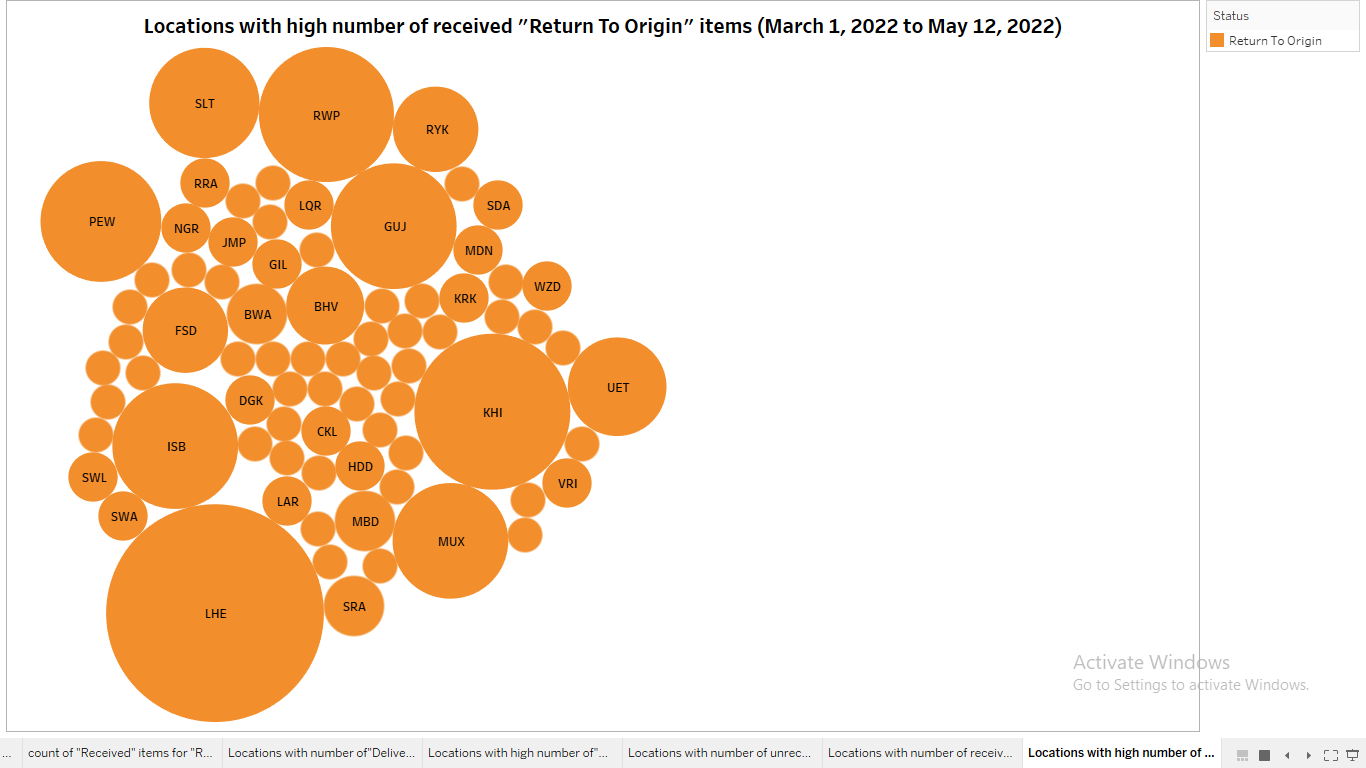 Locations with high number of received "Return To Origin" items (March 1, 2022 to May 12, 2022)
Status
Return To Origin
SLT
RWP
RYK
RRA
LQR
SDA
PEW
NGR
JMP
GUJ
MDN
GIL
WZD
KRK
BHV
BWA
FSD
UET
DGK
KHI
CKL
ISB
HDD
SWL
VRI
LAR
SWA
MBD
MUX
SRA
LHE
Activate Windows
Go to Settings to activate Windows.
... count of "Received" items for "R... Locations with number of"Delive... Locations with high number of"... Locations with number of unrec... Locations with number of receiv... Locations with high number of ...